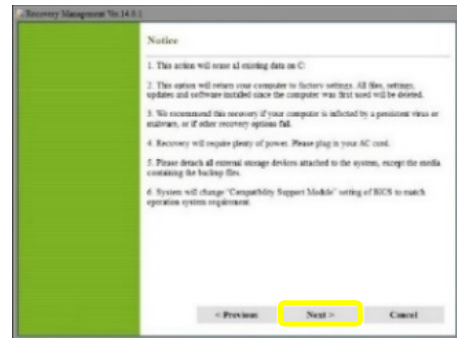 Recovery Management Ver.14.0.1
Notice
1. This action will erase all existing data on C:
2. This option will return your computer to factory settings. All files, settings,
updates and software installed since the computer was first used will be deleted.
3. We recommend this recovery if your computer is infected by a persistent virus or
malware, or if other recovery options fail.
4. Recovery will require plenty of power. Please plug in your AC cord.
5. Please detach all external storage devices attached to the system, except the media
containing the backup files.
6. System will change "Compatibility Support Module" setting of BIOS to match
operation system requirement.
< Previous
Next >
Cancel